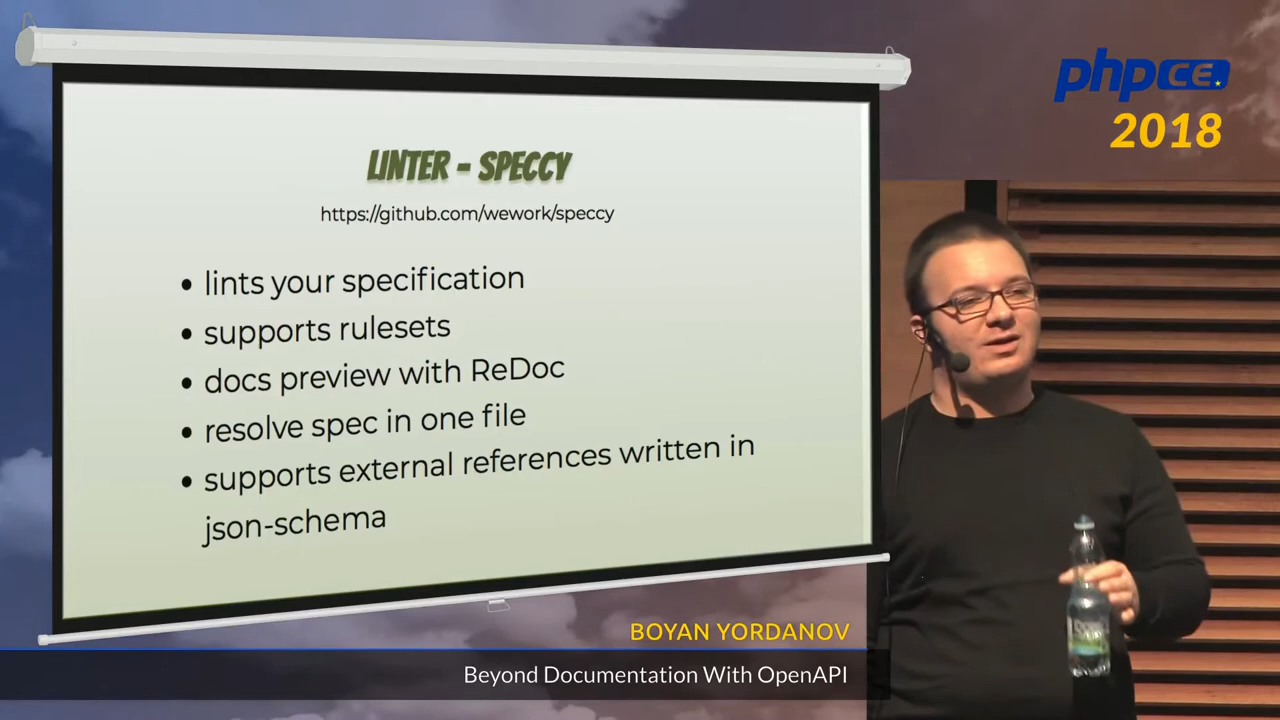 phpCE
2018
LINTER - SPECCY
https://github.com/wework/speccy
• lints your specification
• supports rulesets
• docs preview with ReDoc
• resolve spec in one file
• supports external references written in
json-schema
BOYAN YORDANOV
Beyond Documentation With OpenAPI